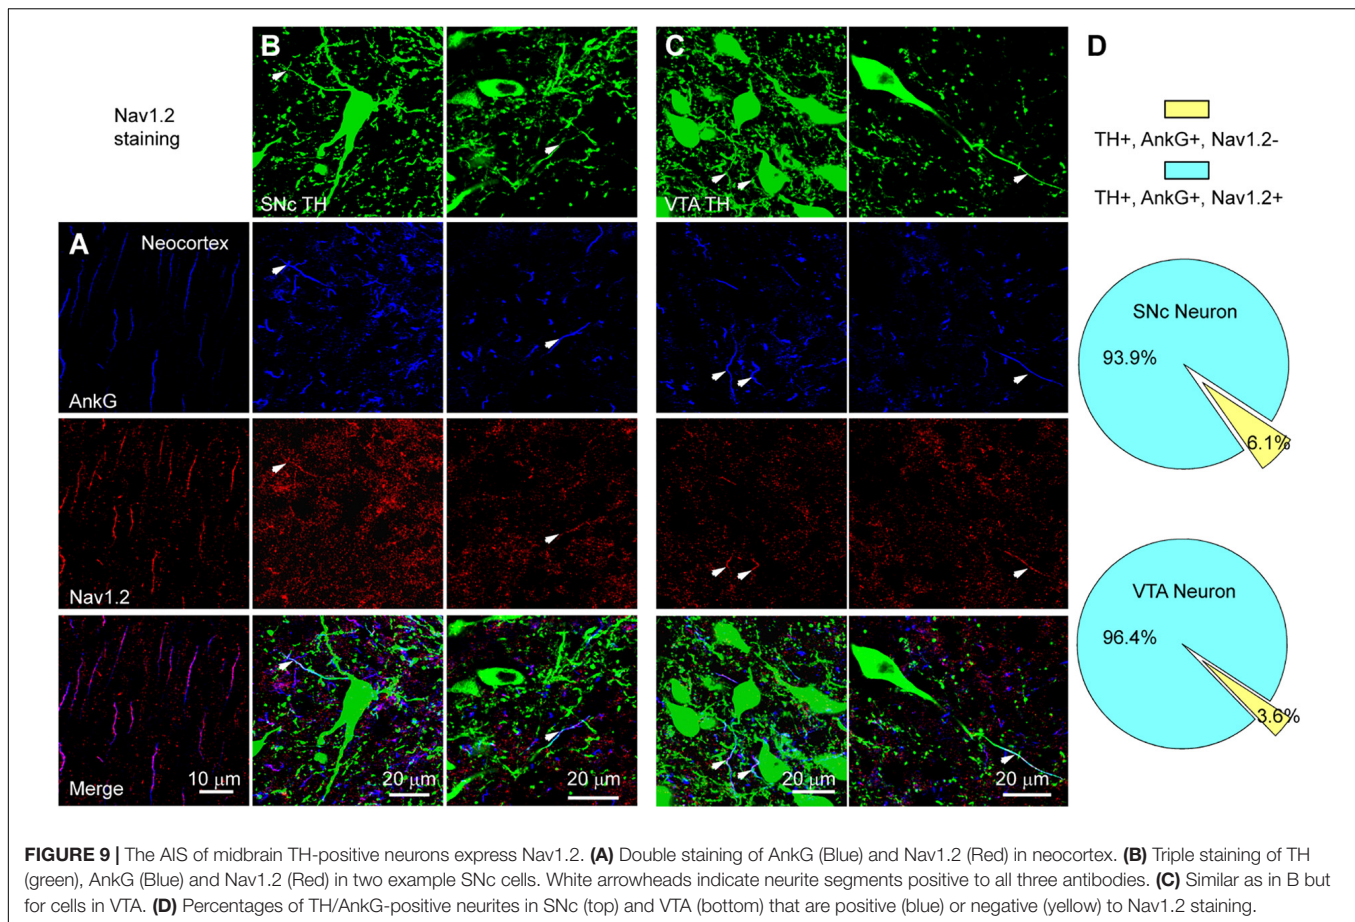 Nav1.2
staining
B
SNc TH
C
VTA TH
D
TH+, AnkG+, Nav1.2-
TH+, AnkG+, Nav1.2+
A
Neocortex
AnkG
Nav1.2
Merge
10 μm
20 μm
20 μm
20 μm
20 μm
SNc Neuron
93.9%
6.1%
VTA Neuron
96.4%
3.6%
FIGURE 9 | The AIS of midbrain TH-positive neurons express Nav1.2. (A) Double staining of AnkG (Blue) and Nav1.2 (Red) in neocortex. (B) Triple staining of TH
(green), AnkG (Blue) and Nav1.2 (Red) in two example SNc cells. White arrowheads indicate neurite segments positive to all three antibodies. (C) Similar as in B but
for cells in VTA. (D) Percentages of TH/AnkG-positive neurites in SNc (top) and VTA (bottom) that are positive (blue) or negative (yellow) to Nav1.2 staining.